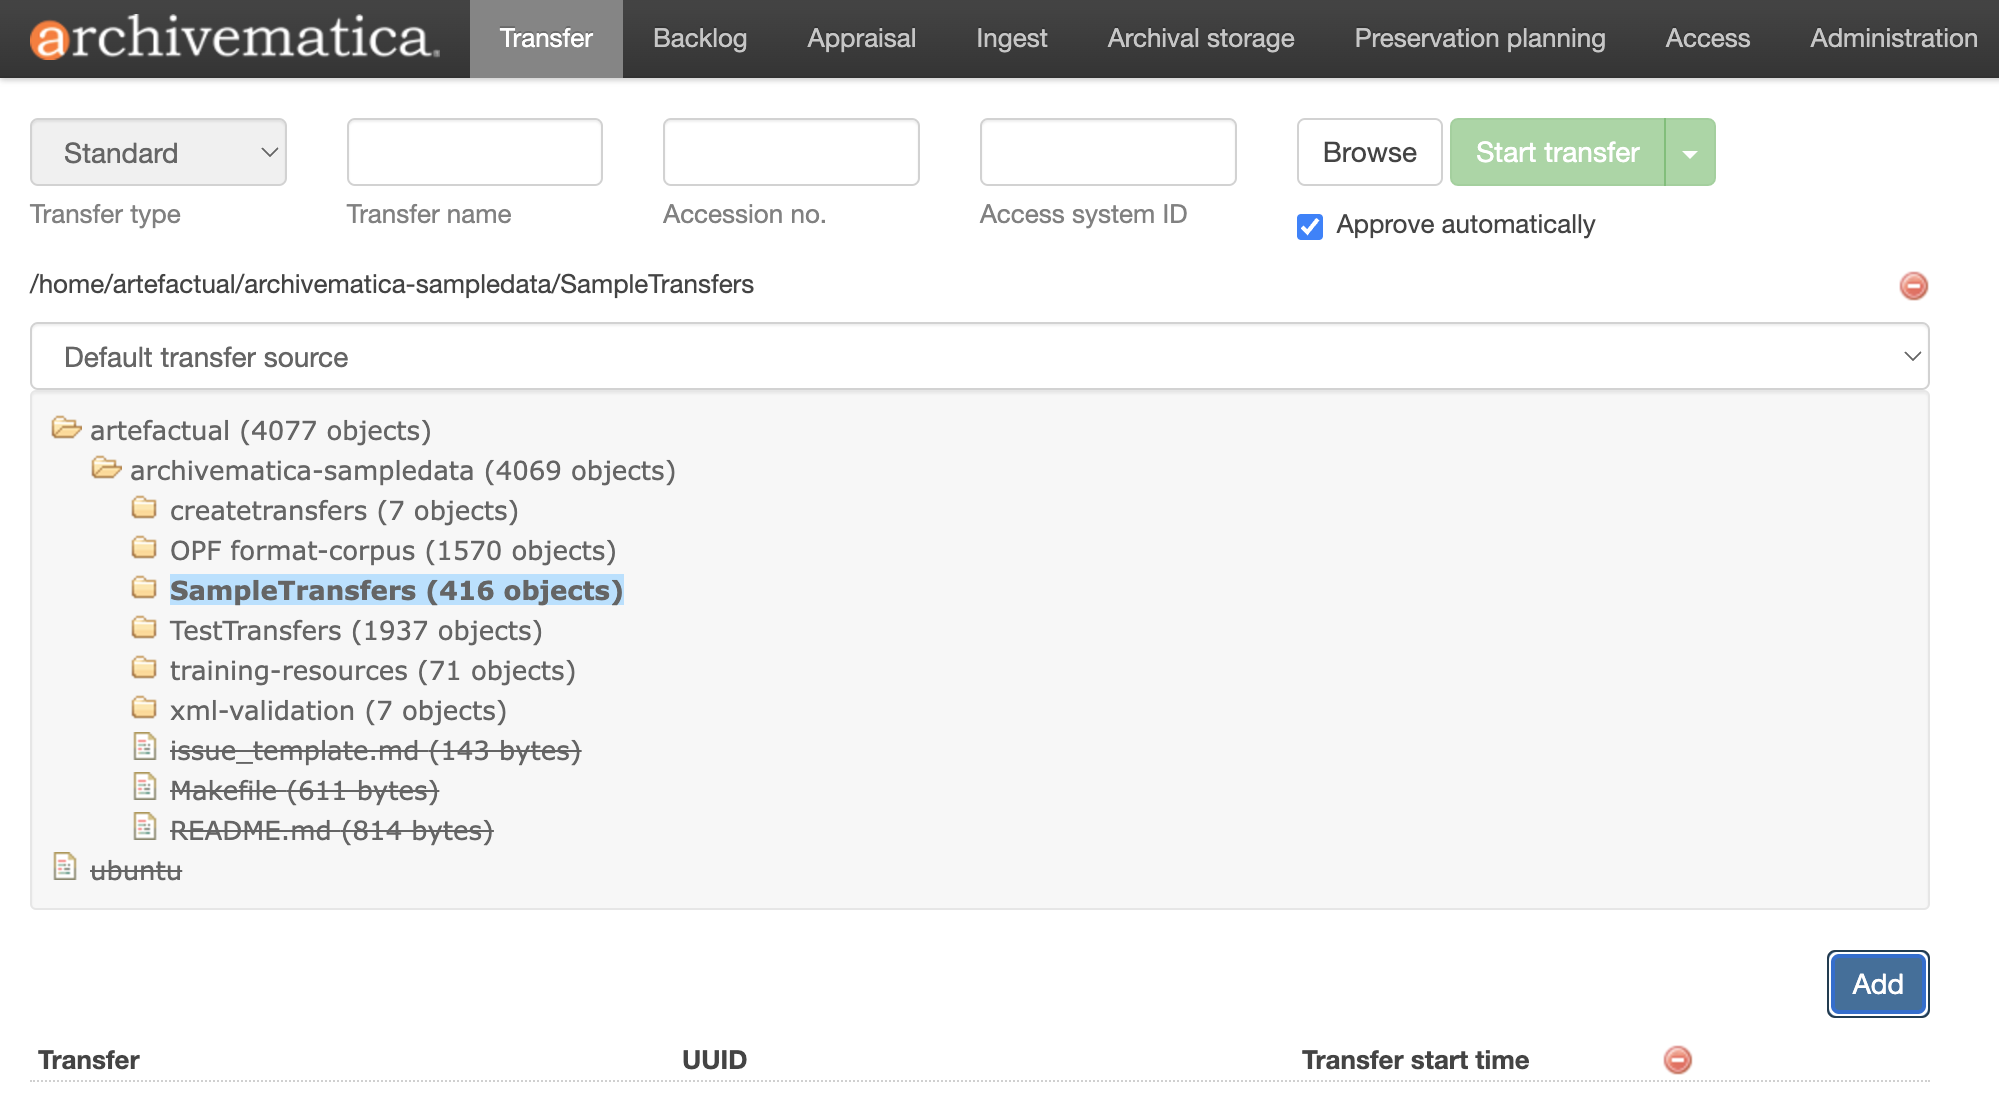 archivematica.
Transfer Backlog Appraisal Ingest Archival storage Preservation planning Access Administration
Standard Browse Start transfer
Transfer type Transfer name Accession no. Access system ID Approve automatically
/home/artefactual/archivematica-sampledata/SampleTransfers
Default transfer source
artefactual (4077 objects)
archivematica-sampledata (4069 objects)
createtransfers (7 objects)
OPF format-corpus (1570 objects)
SampleTransfers (416 objects)
TestTransfers (1937 objects)
training-resources (71 objects)
xml-validation (7 objects)
issue_template.md (143 bytes)
Makefile (611 bytes)
README.md (814 bytes)
ubuntu
Add
Transfer UUID Transfer start time